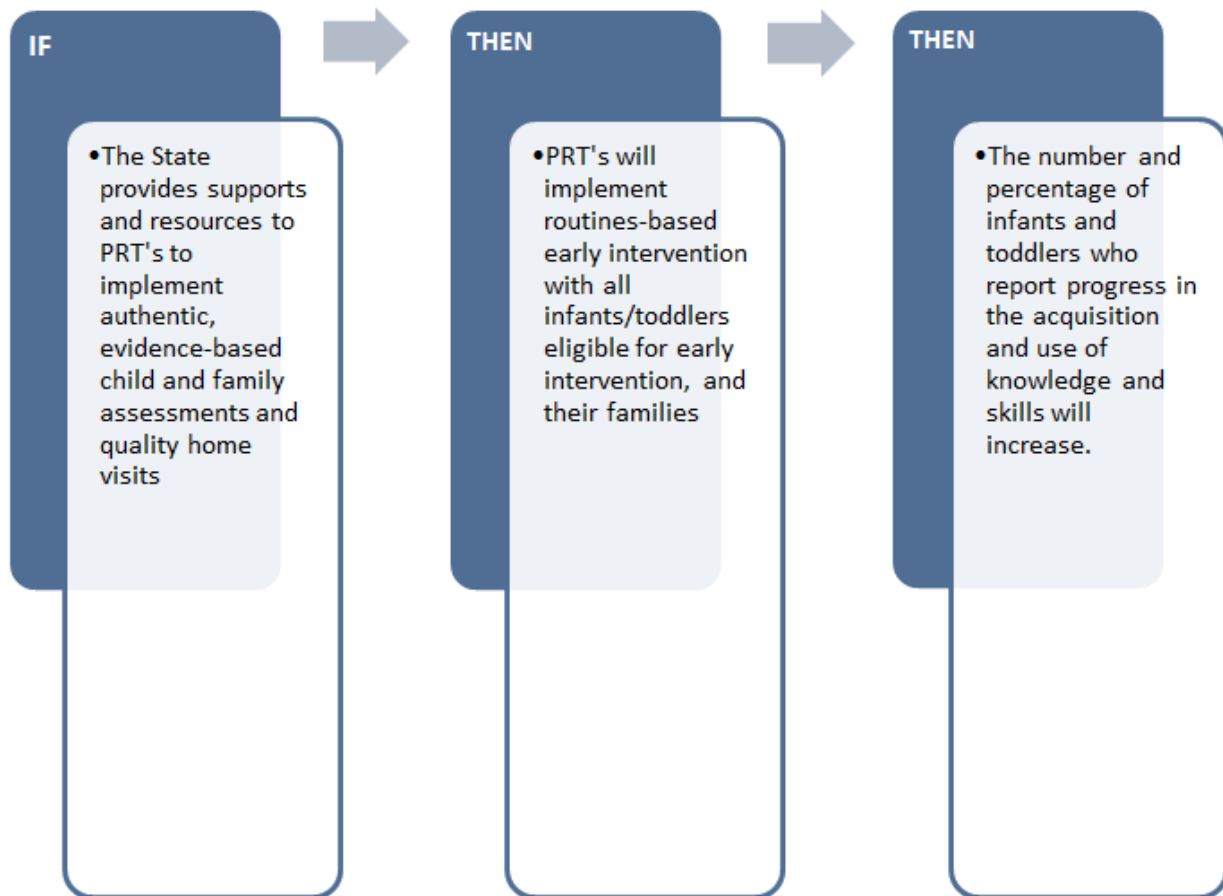 IF
•The State
provides supports
and resources to
PRT's to
implement
authentic,
evidence-based
child and family
assessments and
quality home
visits
THEN
•PRT's will
implement
routines-based
early intervention
with all
infants/toddlers
eligible for early
intervention, and
their families
THEN
•The number and
percentage of
infants and
toddlers who
report progress in
the acquisition
and use of
knowledge and
skills will
increase.